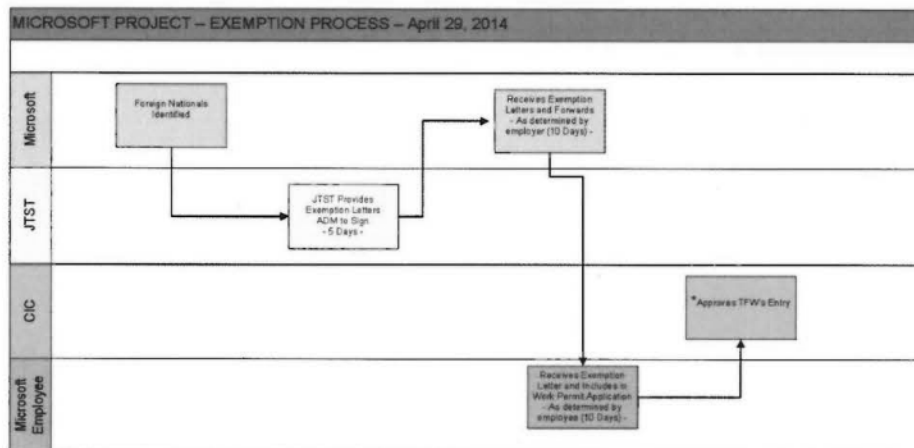 MICROSOFT PROJECT – EXEMPTION PROCESS – April 29, 2014
Microsoft
Foreign Nationals
Identified
Receives Exemption
Letters and Forwards
- As determined by
employer (10 Days) -
JTST
JTST Provides
Exemption Letters
ADM to Sign
- 5 Days -
CIC
*Approves TFW's Entry
Microsoft
Employee
Receives Exemption
Letter and Includes in
Work Permit Application
- As determined by
employee (10 Days) -